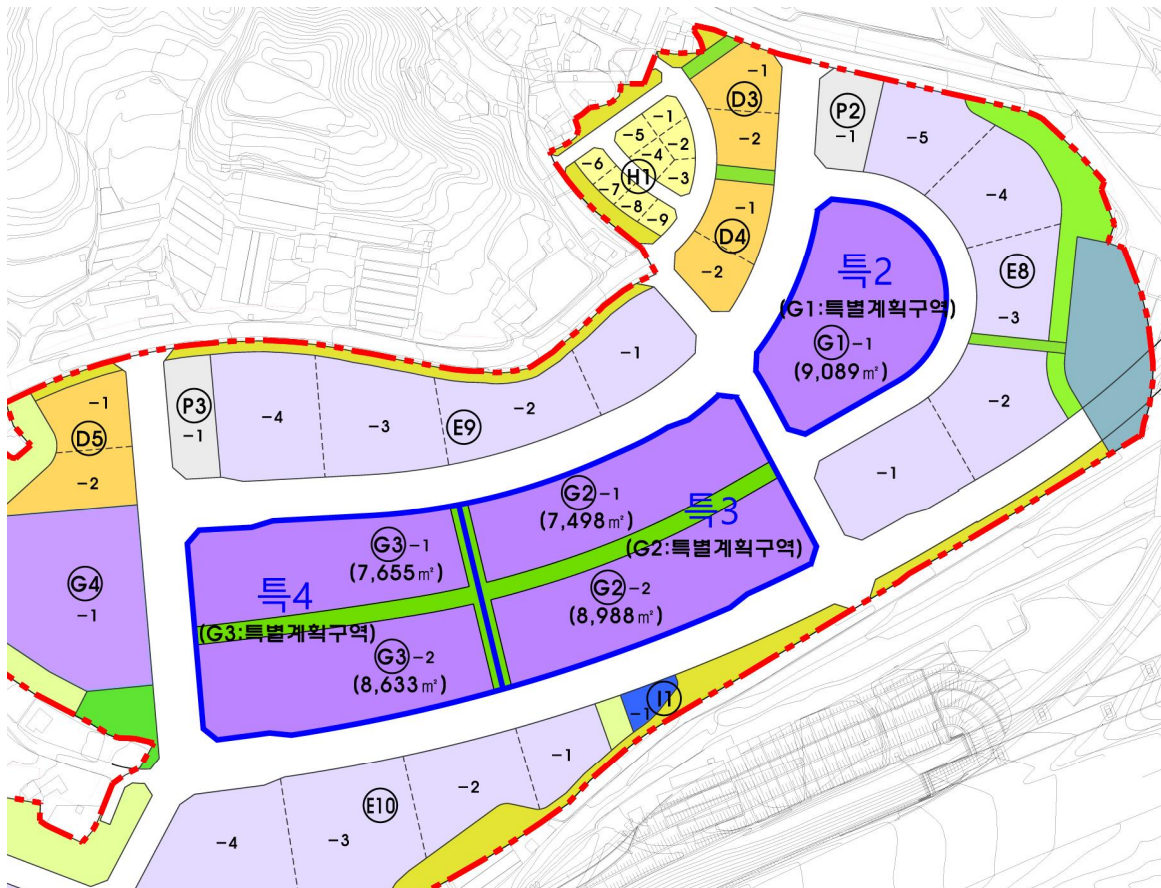 -1
D3
-2
P2
-1
-5
-4
E8
-3
-2
-1
-1
-5
-2
-4
-3
H1
-6
-7
-8
-9
-1
D4
-2
특2
(G1:특별계획구역)
G1-1
(9,089㎡)
-1
D5
-2
P3
-1
-4
-3
E9
-2
-1
G2-1
(7,498㎡)
특3
(G2:특별계획구역)
G2-2
(8,988㎡)
G3-1
(7,655㎡)
특4
(G3:특별계획구역)
G3-2
(8,633㎡)
G4
-1
I1
-1
-1
-2
E10
-3
-4